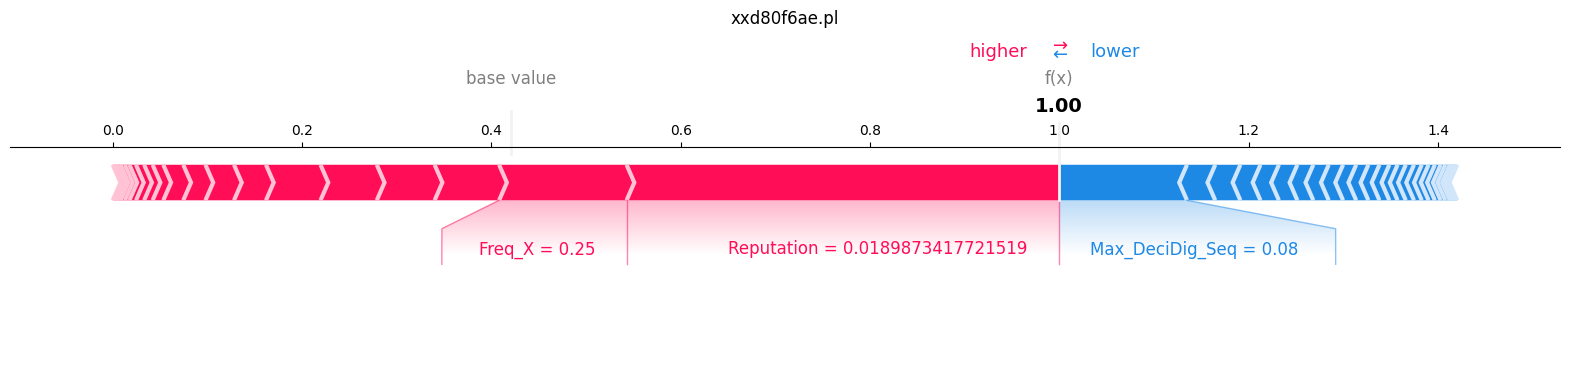 xxd80f6ae.pl
higher ⇄ lower
base value f(x)
1.00
0.0 0.2 0.4 0.6 0.8 1.0 1.2 1.4
Freq_X = 0.25 Reputation = 0.0189873417721519 Max_DeciDig_Seq = 0.08